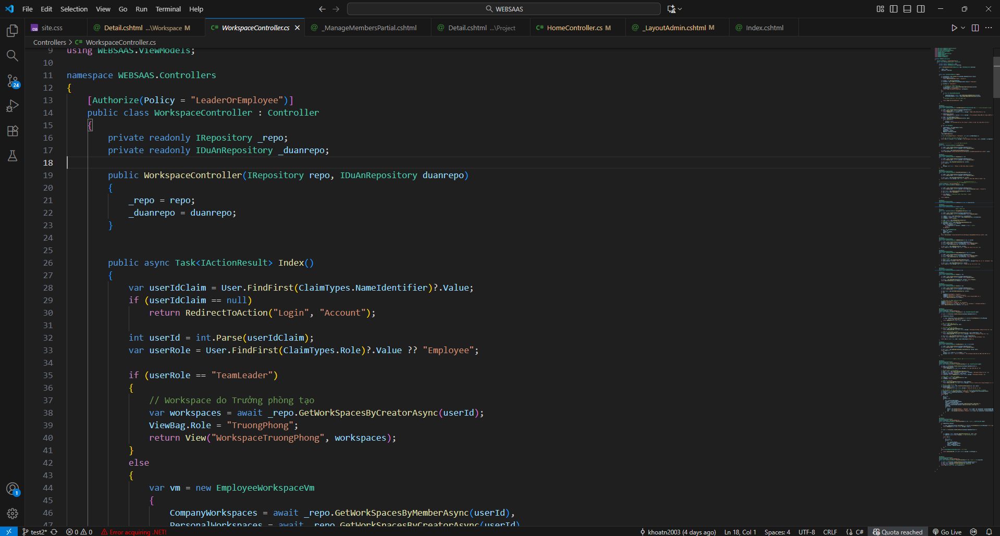 File Edit Selection View Go Run Terminal Help
WEBSAAS
site.css
Detail.cshtml ...\Workspace M
WorkspaceController.cs
_ManageMembersPartial.cshtml
Detail.cshtml ...\Project
HomeController.cs M
_LayoutAdmin.cshtml M
Index.cshtml
Controllers > WorkspaceController.cs
9 using WEBSAAS.ViewModels;
10
11 namespace WEBSAAS.Controllers
12 {
13 [Authorize(Policy = "LeaderOrEmployee")]
14 public class WorkspaceController : Controller
15 {
16 private readonly IRepository _repo;
17 private readonly IDuAnRepository _duanrepo;
18
19 public WorkspaceController(IRepository repo, IDuAnRepository duanrepo)
20 {
21 _repo = repo;
22 _duanrepo = duanrepo;
23 }
24
25
26 public async Task<IActionResult> Index()
27 {
28 var userIdClaim = User.FindFirst(ClaimTypes.NameIdentifier)?.Value;
29 if (userIdClaim == null)
30 return RedirectToAction("Login", "Account");
31
32 int userId = int.Parse(userIdClaim);
33 var userRole = User.FindFirst(ClaimTypes.Role)?.Value ?? "Employee";
34
35 if (userRole == "TeamLeader")
36 {
37 // Workspace do Trưởng phòng tạo
38 var workspaces = await _repo.GetWorkSpacesByCreatorAsync(userId);
39 ViewBag.Role = "TruongPhong";
40 return View("WorkspaceTruongPhong", workspaces);
41 }
42 else
43 {
44 var vm = new EmployeeWorkspaceVm
45 {
46 CompanyWorkspaces = await _repo.GetWorkSpacesByMemberAsync(userId),
47 PersonalWorkspaces = await _repo.GetWorkSpacesByCreatorAsync(userId)
24
1
test2* 0 0 Error acquiring .NET! khoatn2003 (4 days ago) Ln 18, Col 1 Spaces: 4 UTF-8 CRLF C# Quota reached Go Live